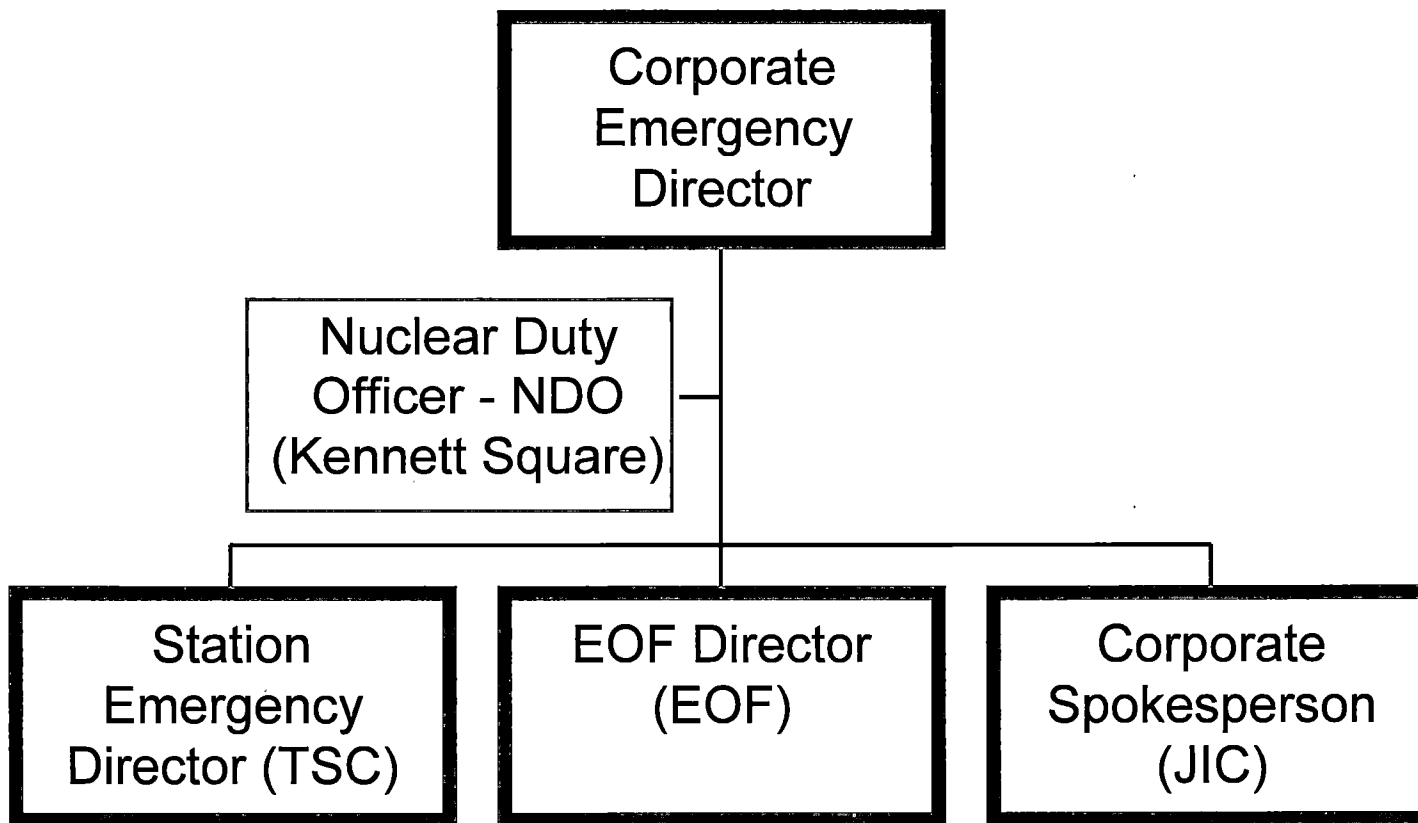 Corporate
Emergency
Director
Nuclear Duty
Officer - NDO
(Kennett Square)
Station
Emergency
Director (TSC)
EOF Director
(EOF)
Corporate
Spokesperson
(JIC)